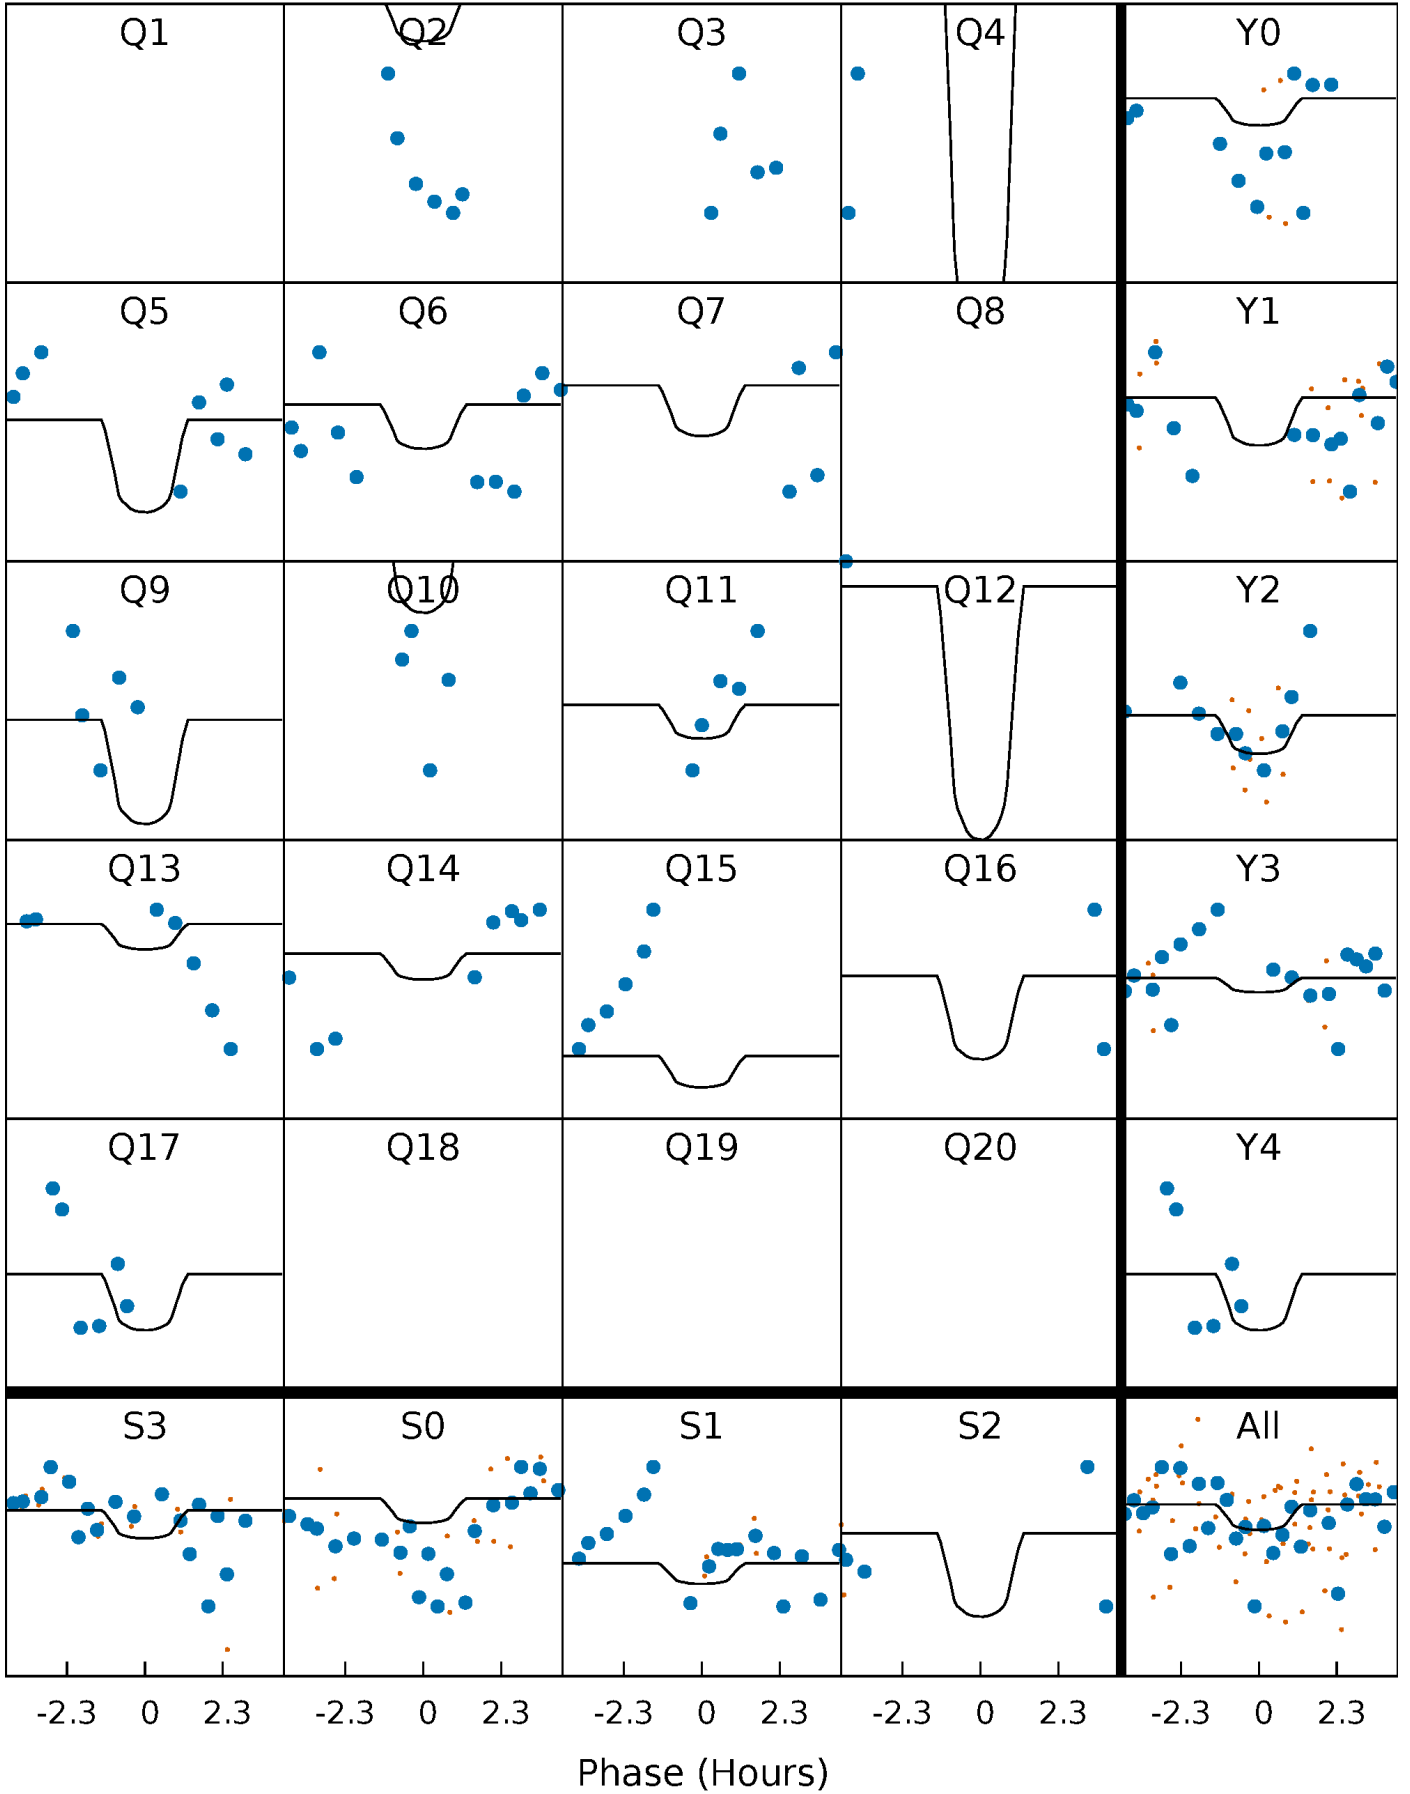 Q1 Q2 Q3 Q4 Y0
Q5 Q6 Q7 Q8 Y1
Q9 Q10 Q11 Q12 Y2
Q13 Q14 Q15 Q16 Y3
Q17 Q18 Q19 Q20 Y4
S3 S0 S1 S2 All
-2.3 0 2.3 -2.3 0 2.3 -2.3 0 2.3 -2.3 0 2.3 -2.3 0 2.3
Phase (Hours)